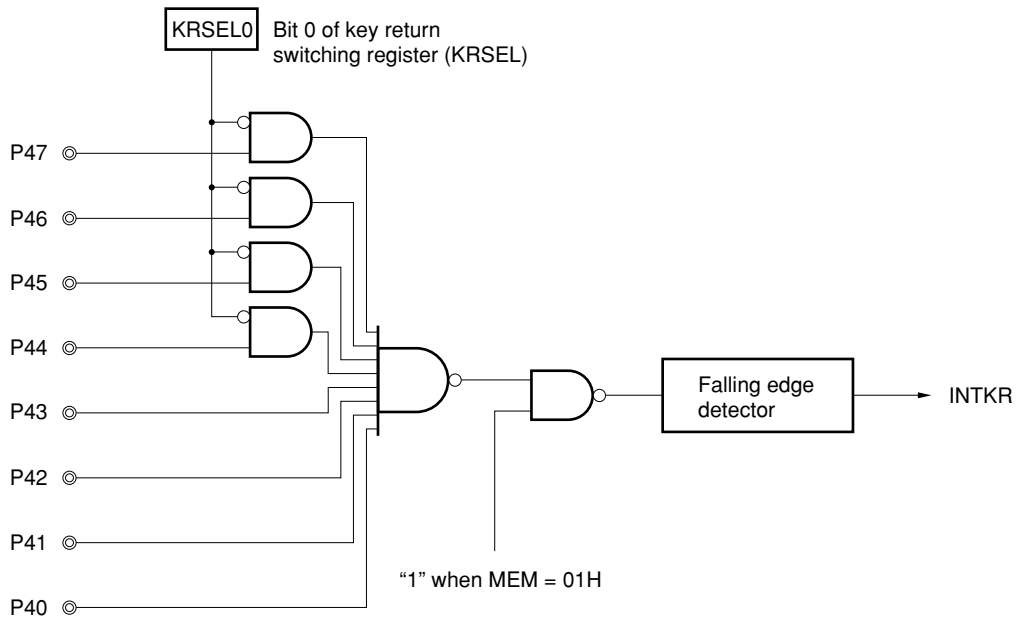 KRSEL0
Bit 0 of key return
switching register (KRSEL)
P47
P46
P45
P44
P43
P42
P41
P40
Falling edge
detector
INTKR
“1” when MEM = 01H